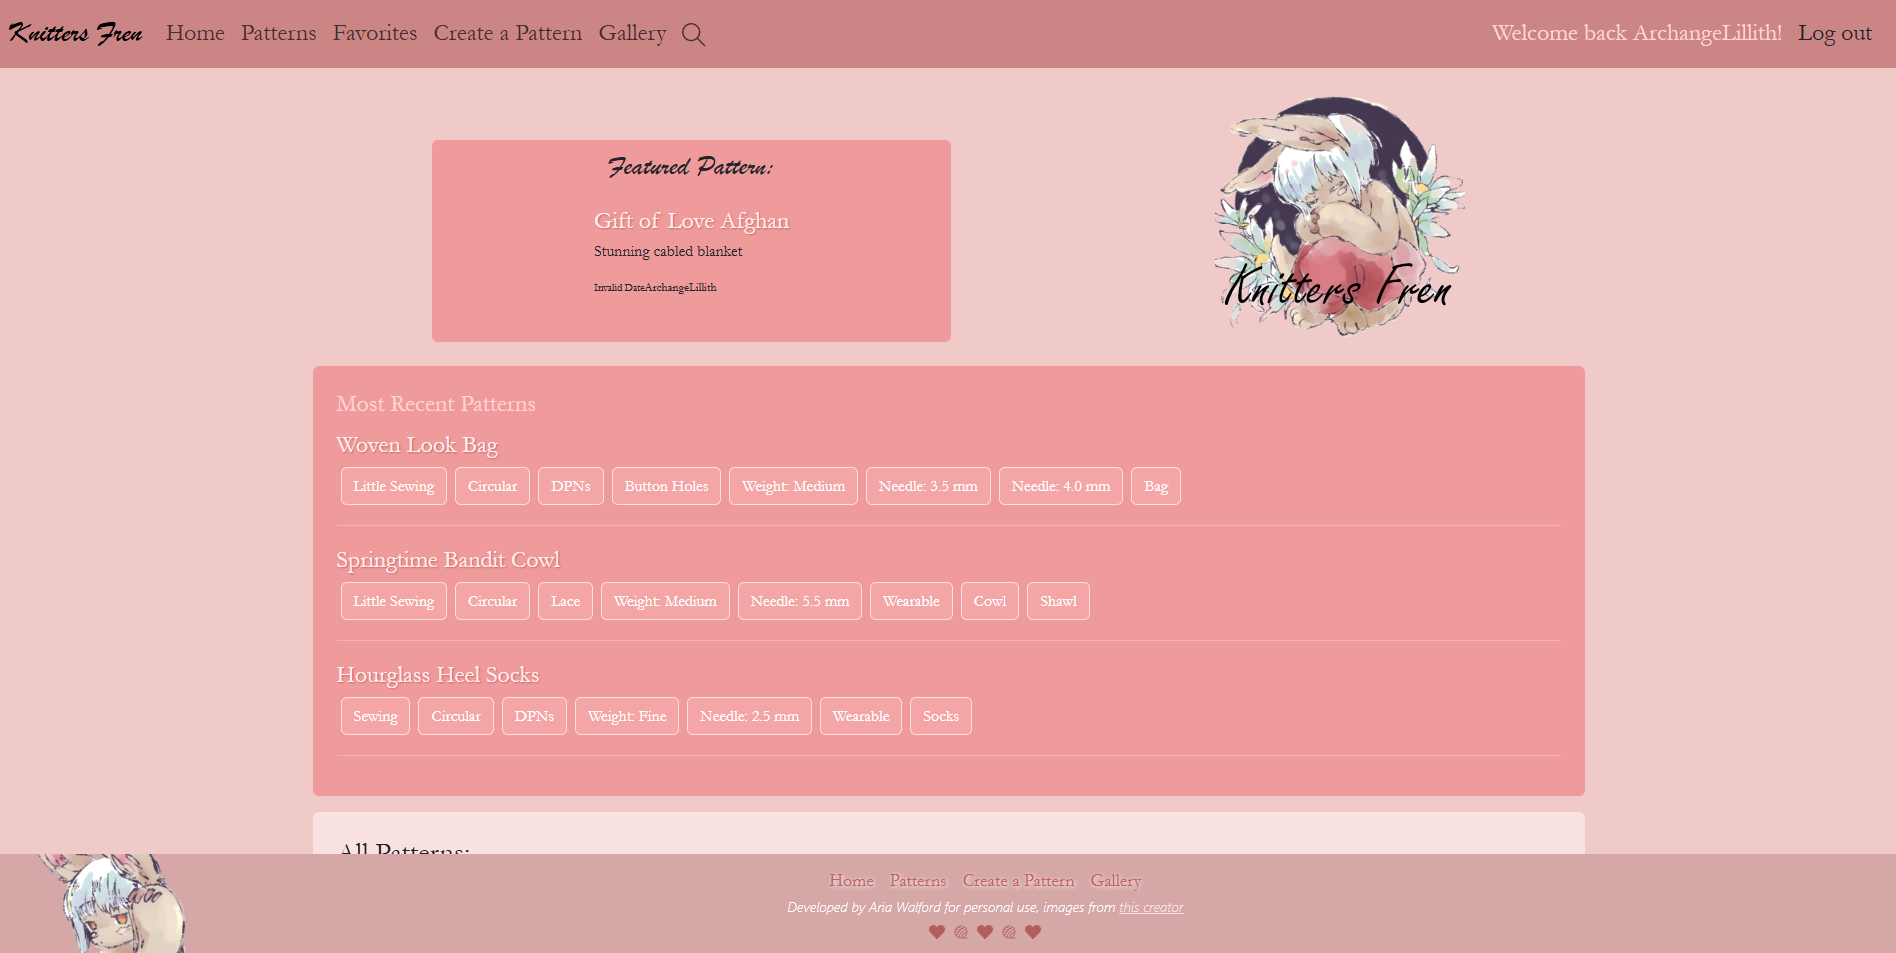 Knitters Fren Home Patterns Favorites Create a Pattern Gallery Welcome back ArchangeLillith! Log out
Featured Pattern:
Gift of Love Afghan
Stunning cabled blanket
Invalid DateArchangeLillith
Knitters Fren
Most Recent Patterns
Woven Look Bag
Little Sewing Circular DPNs Button Holes Weight: Medium Needle: 3.5 mm Needle: 4.0 mm Bag
Springtime Bandit Cowl
Little Sewing Circular Lace Weight: Medium Needle: 5.5 mm Wearable Cowl Shawl
Hourglass Heel Socks
Sewing Circular DPNs Weight: Fine Needle: 2.5 mm Wearable Socks
All Patterns:
Aria
Home Patterns Create a Pattern Gallery
Developed by Aria Walford for personal use, images from this creator